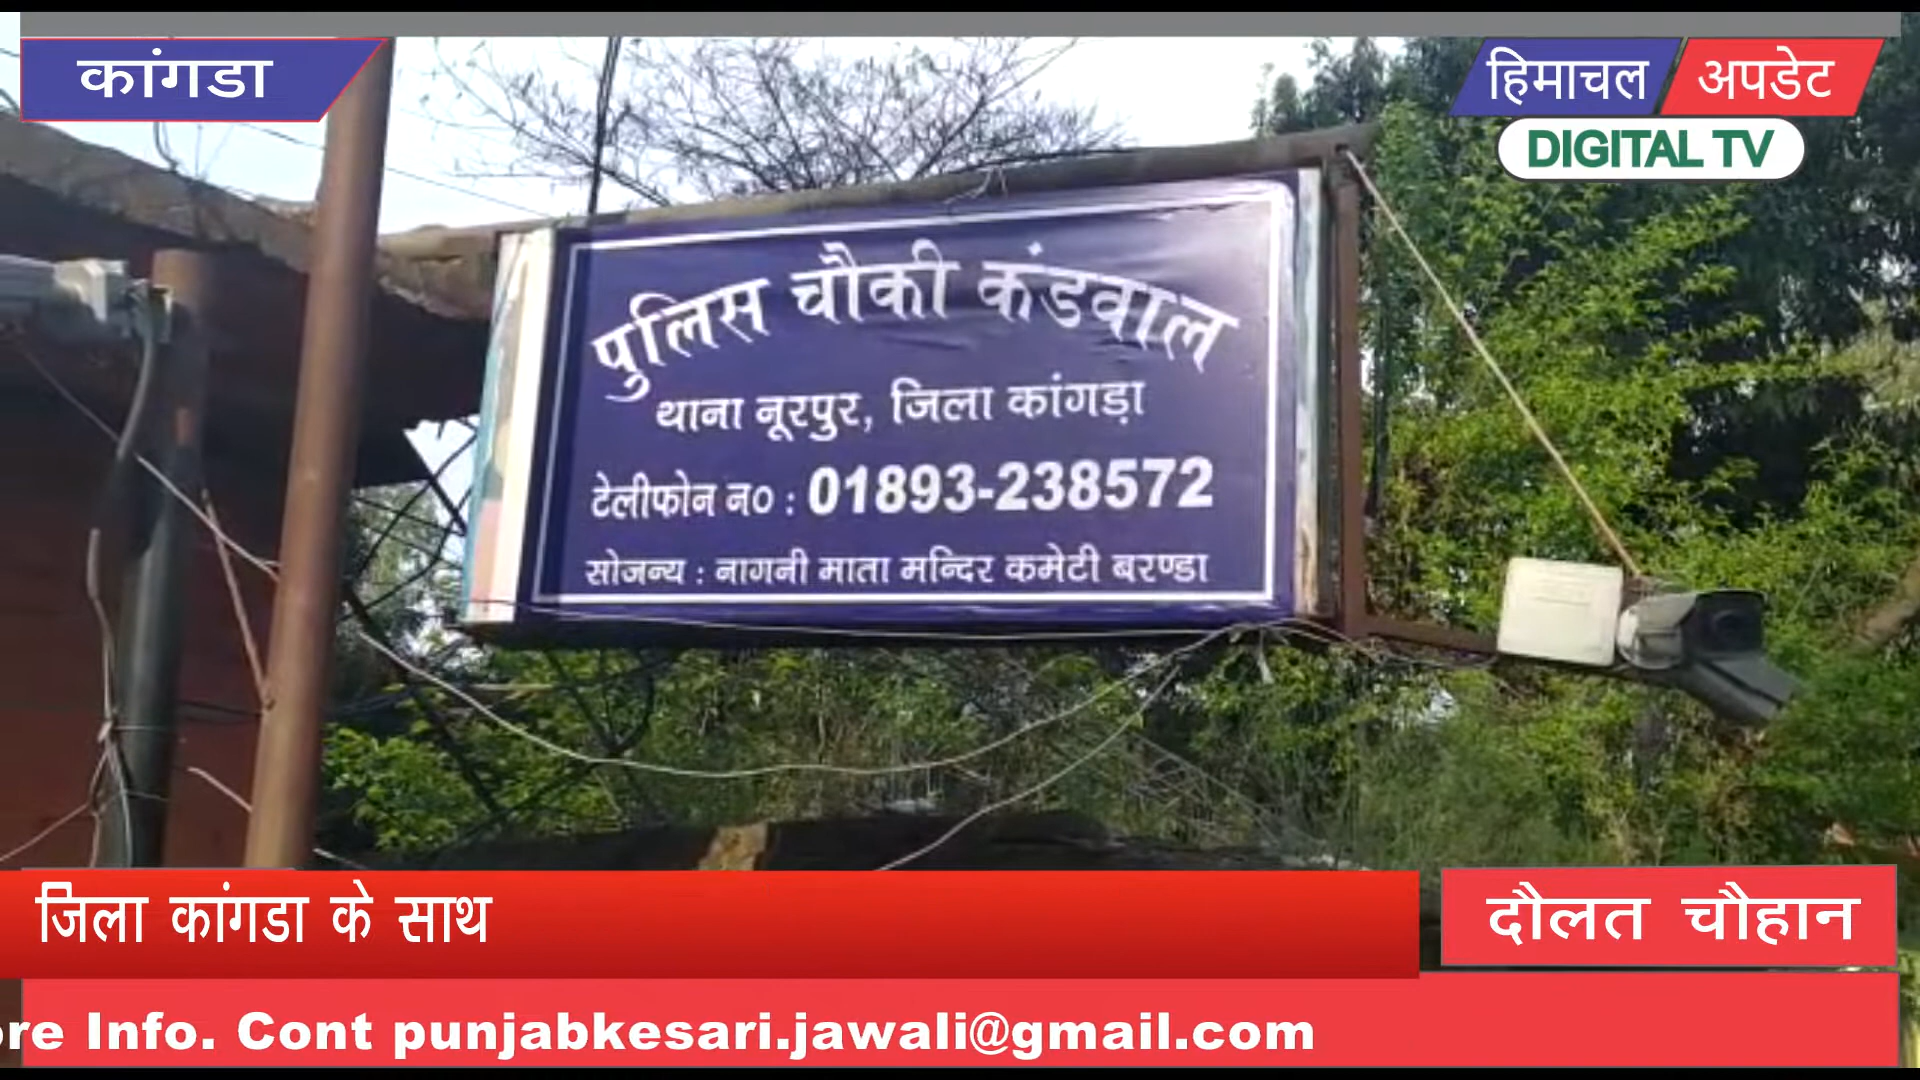 कांगडा
हिमाचल अपडेट
DIGITAL TV
पुलिस चौकी कंडवाल
थाना नूरपुर, जिला कांगड़ा
टेलीफोन न० : 01893-238572
सोजन्य : नागनी माता मन्दिर कमेटी बरण्डा
जिला कांगडा के साथ
दौलत चौहान
ore Info. Cont punjabkesari.jawali@gmail.com